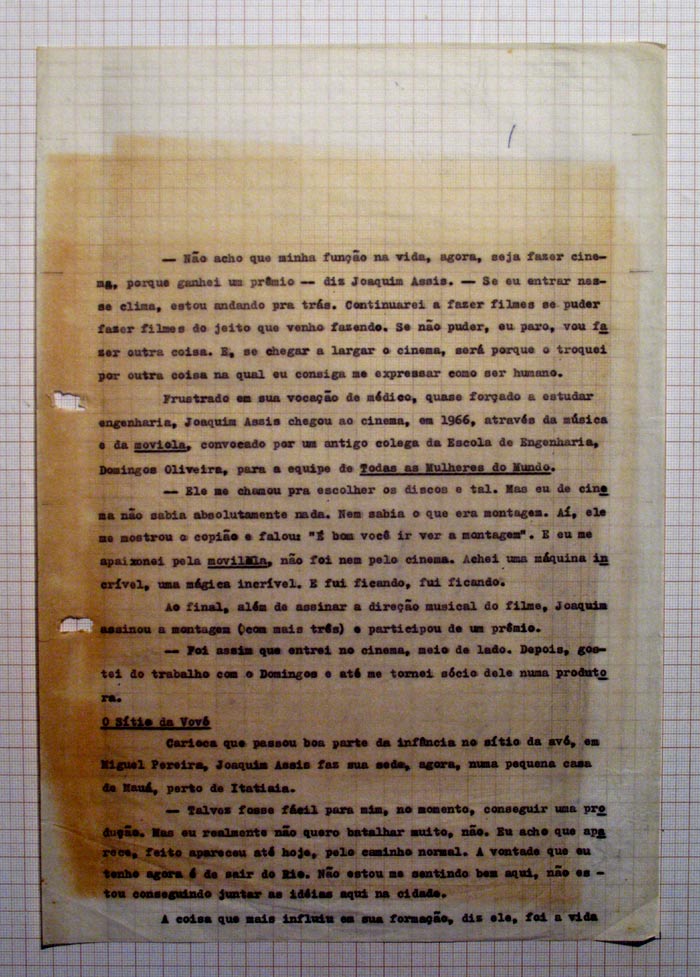 — Não acho que minha função na vida, agora, seja fazer cine-
ma, porque ganhei um prêmio -- diz Joaquim Assis. — Se eu entrar nes-
se clima, estou andando pra trás. Continuarei a fazer filmes se puder
fazer filmes do jeito que venho fazendo. Se não puder, eu paro, vou fa
zer outra coisa. E, se chegar a largar o cinema, será porque o troquei
por outra coisa na qual eu consiga me expressar como ser humano.
Frustrado em sua vocação de médico, quase forçado a estudar
engenharia, Joaquim Assis chegou ao cinema, em 1966, através da música
e da moviola, convocado por um antigo colega da Escola de Engenharia,
Domingos Oliveira, para a equipe de Todas as Mulheres do Mundo.
— Ele me chamou pra escolher os discos e tal. Mas eu de cine
ma não sabia absolutamente nada. Nem sabia o que era montagem. Aí, ele
me mostrou o copião e falou: "É bom você ir ver a montagem". E eu me
apaixonei pela , não foi nem pelo cinema. Achei uma máquina in
crível, uma mágica incrível. E fui ficando, fui ficando.
Ao final, além de assinar a direção musical do filme, Joaquim
assinou a montagem (com mais três) e participou de um prêmio.
— Foi assim que entrei no cinema, meio de lado. Depois, gos-
tei do trabalho com o Domingos e até me tornei sócio dele numa produto
ra.
O Sítio da Vovó
Carioca que passou boa parte da infância no sítio da avó, em
Miguel Pereira, Joaquim Assis faz sua sede, agora, numa pequena casa
de Mauá, perto de Itatiaia.
— Talvez fosse fácil para mim, no momento, conseguir uma pro
dução. Mas eu realmente não quero batalhar muito, não. Eu acho que apa
rece, feito apareceu até hoje, pelo caminho normal. A vontade que eu
tenho agora é de sair do Rio. Não estou me sentindo bem aqui, não es -
tou conseguindo juntar as idéias aqui na cidade.
A coisa que mais influiu em sua formação, diz ele, foi a vida